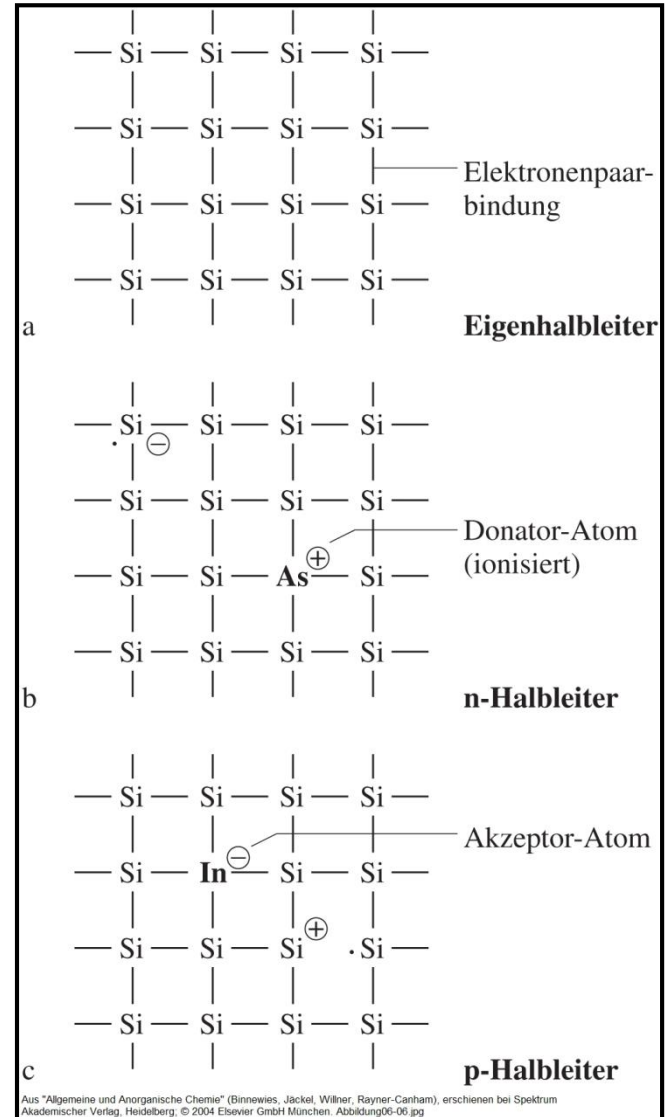 Si Si Si Si
Si Si Si Si
Elektronenpaar-
bindung
Si Si Si Si
Si Si Si Si
a Eigenhalbleiter
Si Si Si Si
⊖
Si Si Si Si
Donator-Atom
(ionisiert)
Si Si As⊕ Si
Si Si Si Si
b n-Halbleiter
Si Si Si Si
Akzeptor-Atom
Si In⊖ Si Si
Si Si Si⊕ ·Si
Si Si Si Si
c p-Halbleiter
Aus "Allgemeine und Anorganische Chemie" (Binnewies, Jäckel, Willner, Rayner-Canham), erschienen bei Spektrum
Akademischer Verlag, Heidelberg; © 2004 Elsevier GmbH München. Abbildung06-06.jpg